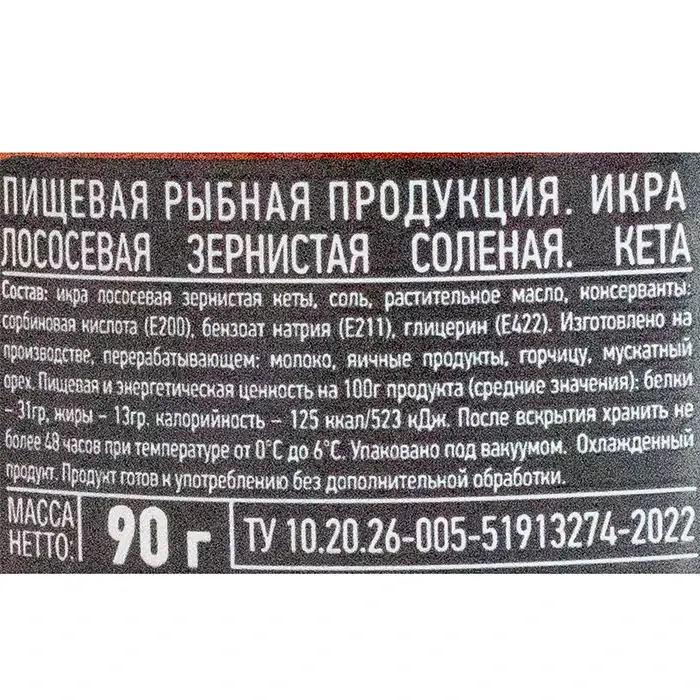 ПИЩЕВАЯ РЫБНАЯ ПРОДУКЦИЯ. ИКРА
ЛОСОСЕВАЯ ЗЕРНИСТАЯ СОЛЕНАЯ. КЕТА
Состав: икра лососевая зернистая кеты, соль, растительное масло, консерванты:
сорбиновая кислота (Е200), бензоат натрия (Е211), глицерин (Е422). Изготовлено на
производстве, перерабатывающем: молоко, яичные продукты, горчицу, мускатный
орех. Пищевая и энергетическая ценность на 100г продукта (средние значения): белки
– 31гр, жиры – 13гр. калорийность – 125 ккал/523 кДж. После вскрытия хранить не
более 48 часов при температуре от 0°С до 6°С. Упаковано под вакуумом. Охлажденный
продукт. Продукт готов к употреблению без дополнительной обработки.
МАССА
НЕТТО: 90 г ТУ 10.20.26-005-51913274-2022